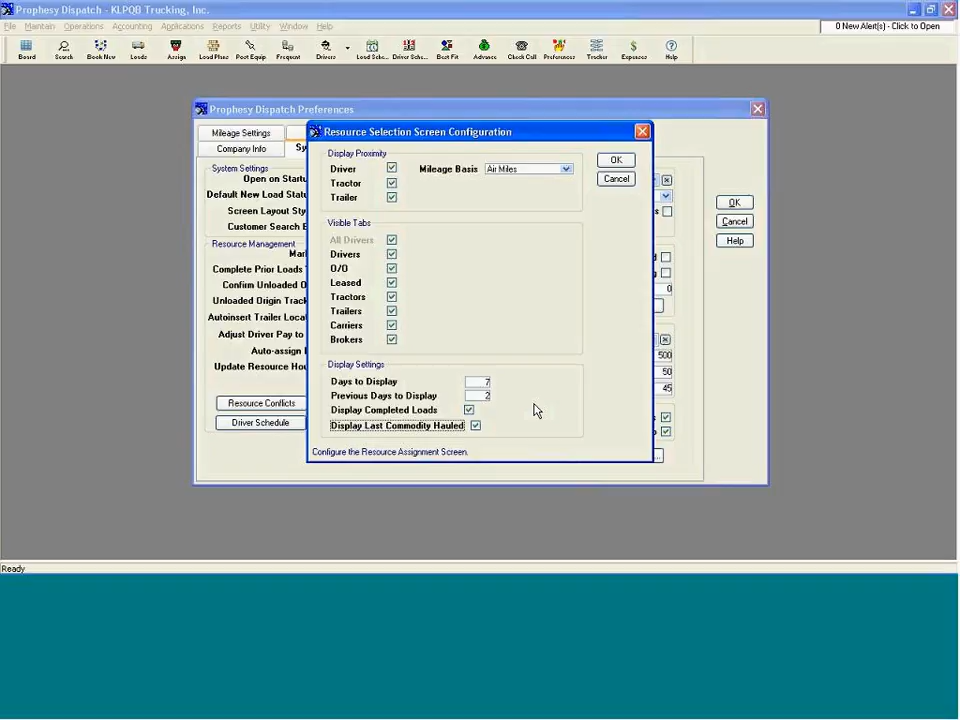 Prophesy Dispatch - KLPQB Trucking, Inc.
File Maintain Operations Accounting Applications Reports Utility Window Help
0 New Alert(s) - Click to Open
Board Search Book New Loads Assign Load Plans Post Equip Frequent Drivers Load Sche... Driver Sche... Best Fit Advance Check Call Preferences Tracker Expenses Help
Prophesy Dispatch Preferences
Mileage Settings
Company Info
Sy
System Settings
Open on Startu
Default New Load Statu
Screen Layout Sty
Customer Search B
Resource Management
Mar
Complete Prior Loads T
Confirm Unloaded O
Unloaded Origin Track
Autoinsert Trailer Locat
Adjust Driver Pay to
Auto-assign
Update Resource Hou
Resource Conflicts
Driver Schedule
OK
Cancel
Help
0
500
50
45
...
Resource Selection Screen Configuration
Display Proximity
Driver
Tractor
Trailer
Mileage Basis Air Miles
OK
Cancel
Visible Tabs
All Drivers
Drivers
O/O
Leased
Tractors
Trailers
Carriers
Brokers
Display Settings
Days to Display 7
Previous Days to Display 2
Display Completed Loads
Display Last Commodity Hauled
Configure the Resource Assignment Screen.
Ready